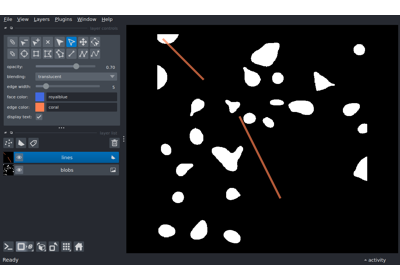 File View Layers Plugins Window Help
opacity: 0.70
blending: translucent
edge width: 5
face color: royalblue
edge color: coral
display text: ✓
lines
blobs
Ready
activity